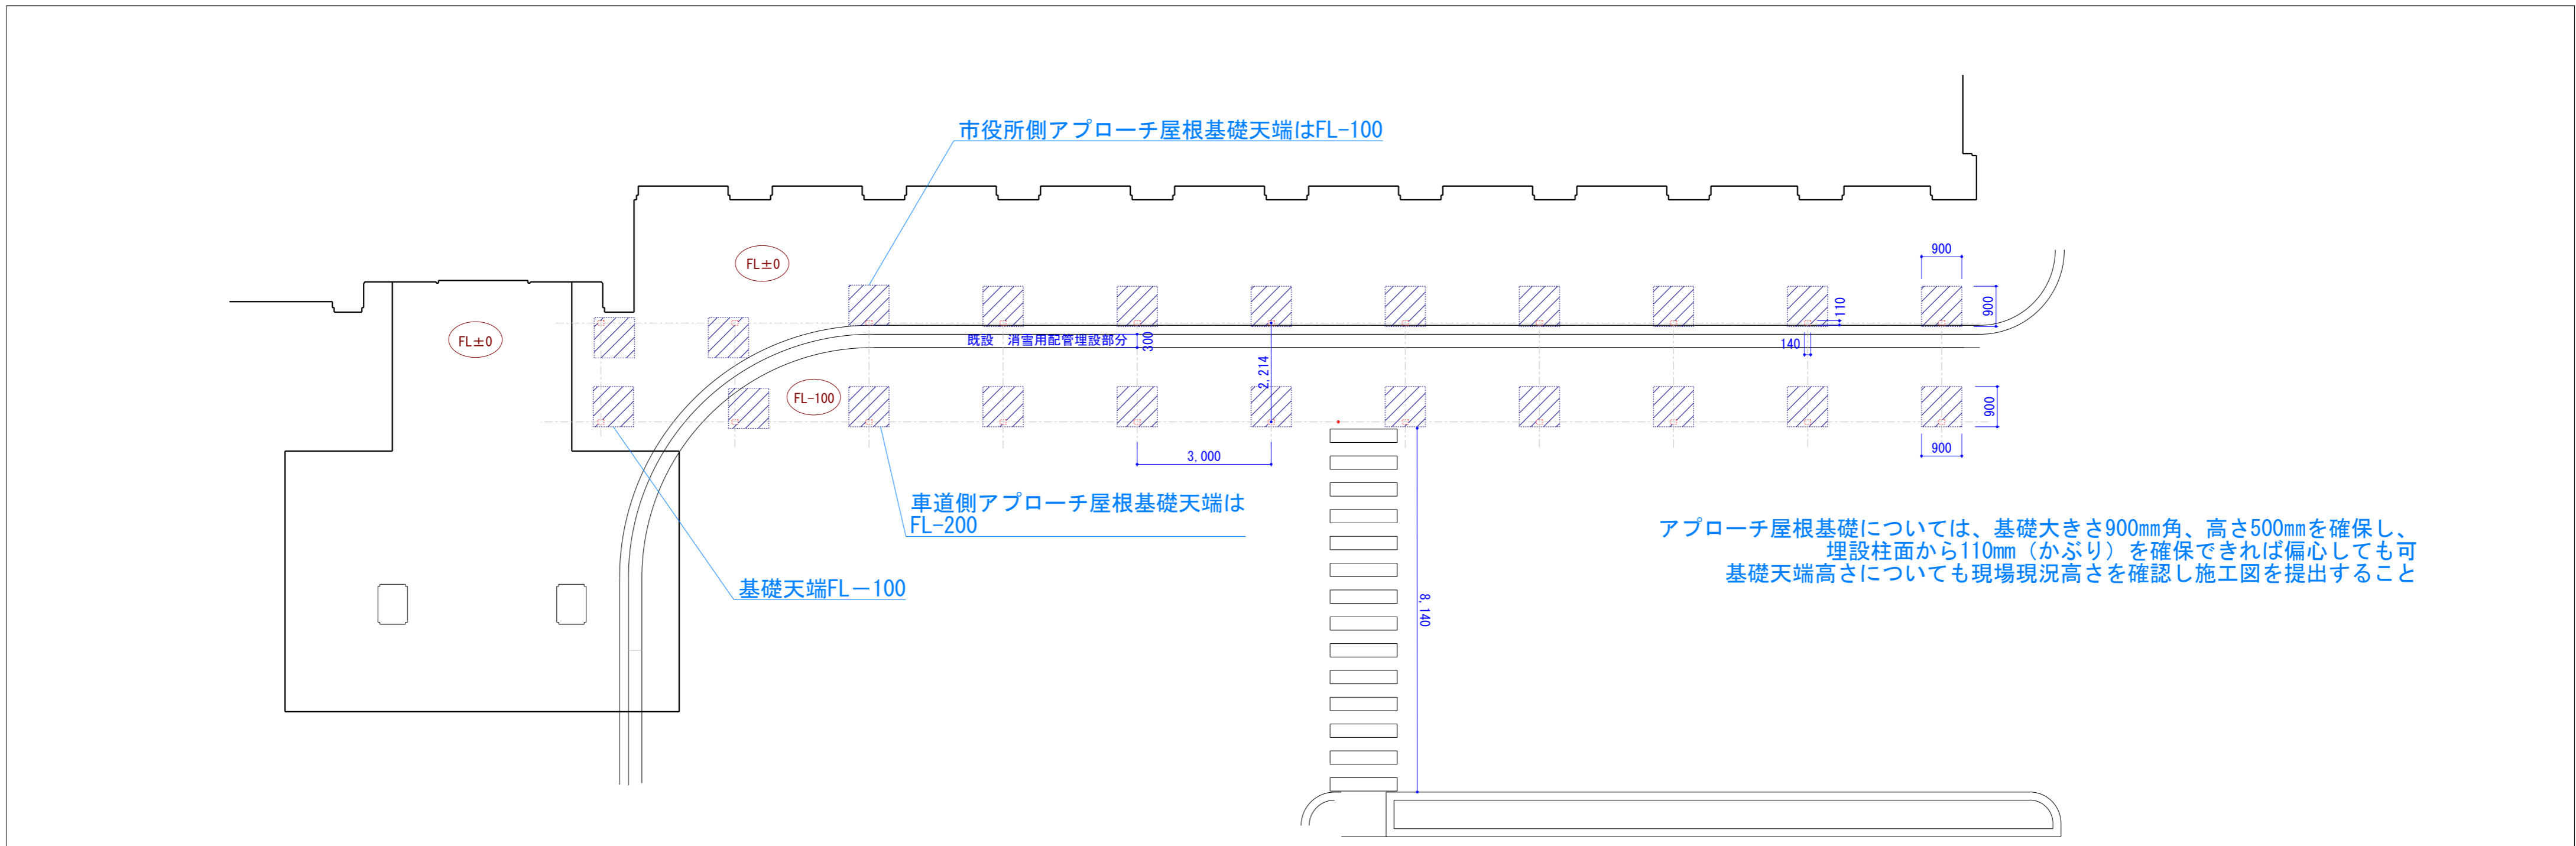 市役所側アプローチ屋根基礎天端はFL-100
FL±0
900
900
110
FL±0
既設　消雪用配管埋設部分
300
2,214
140
FL-100
900
900
3,000
車道側アプローチ屋根基礎天端は
FL-200
アプローチ屋根基礎については、基礎大きさ900mm角、高さ500mmを確保し、
埋設柱面から110mm（かぶり）を確保できれば偏心しても可
基礎天端高さについても現場現況高さを確認し施工図を提出すること
基礎天端FL－100
8,140